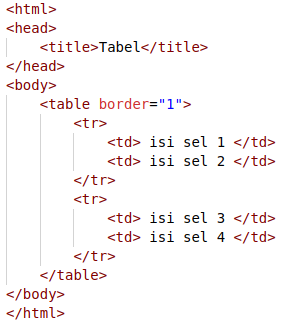 <html>
<head>
    <title>Tabel</title>
</head>
<body>
    <table border="1">
        <tr>
            <td> isi sel 1 </td>
            <td> isi sel 2 </td>
        </tr>
        <tr>
            <td> isi sel 3 </td>
            <td> isi sel 4 </td>
        </tr>
    </table>
</body>
</html>